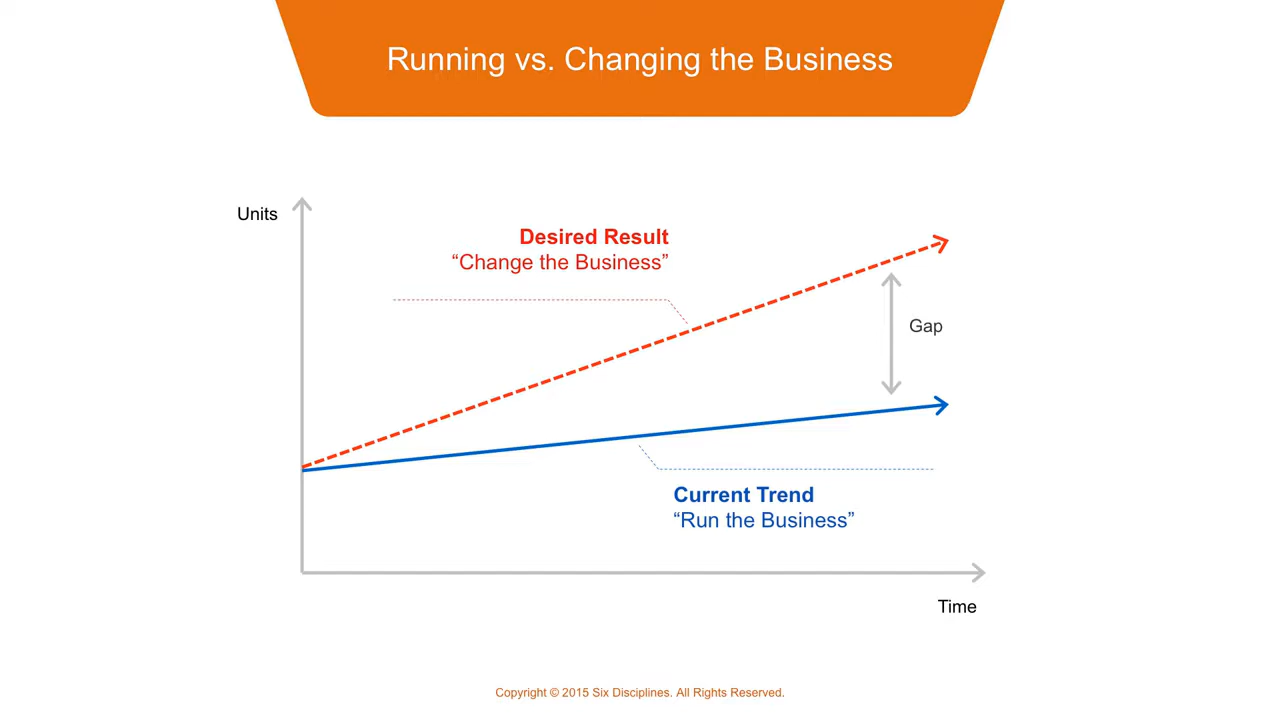 Running vs. Changing the Business
Units
Desired Result
“Change the Business”
Gap
Current Trend
“Run the Business”
Time
Copyright © 2015 Six Disciplines. All Rights Reserved.